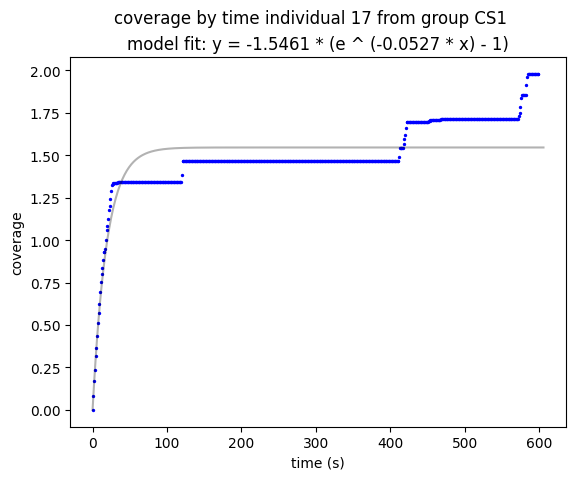 coverage by time individual 17 from group CS1
model fit: y = -1.5461 * (e ^ (-0.0527 * x) - 1)
2.00
1.75
1.50
1.25
1.00
0.75
0.50
0.25
0.00
coverage
0 100 200 300 400 500 600
time (s)